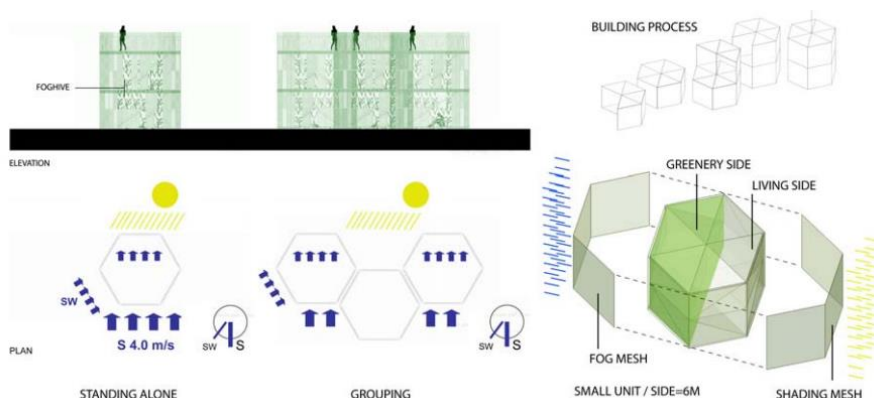 BUILDING PROCESS
FOGHIVE
ELEVATION
GREENERY SIDE
LIVING SIDE
SW
S 4.0 m/s
SW
S
SW
S
PLAN
FOG MESH
STANDING ALONE
GROUPING
SMALL UNIT / SIDE=6M
SHADING MESH